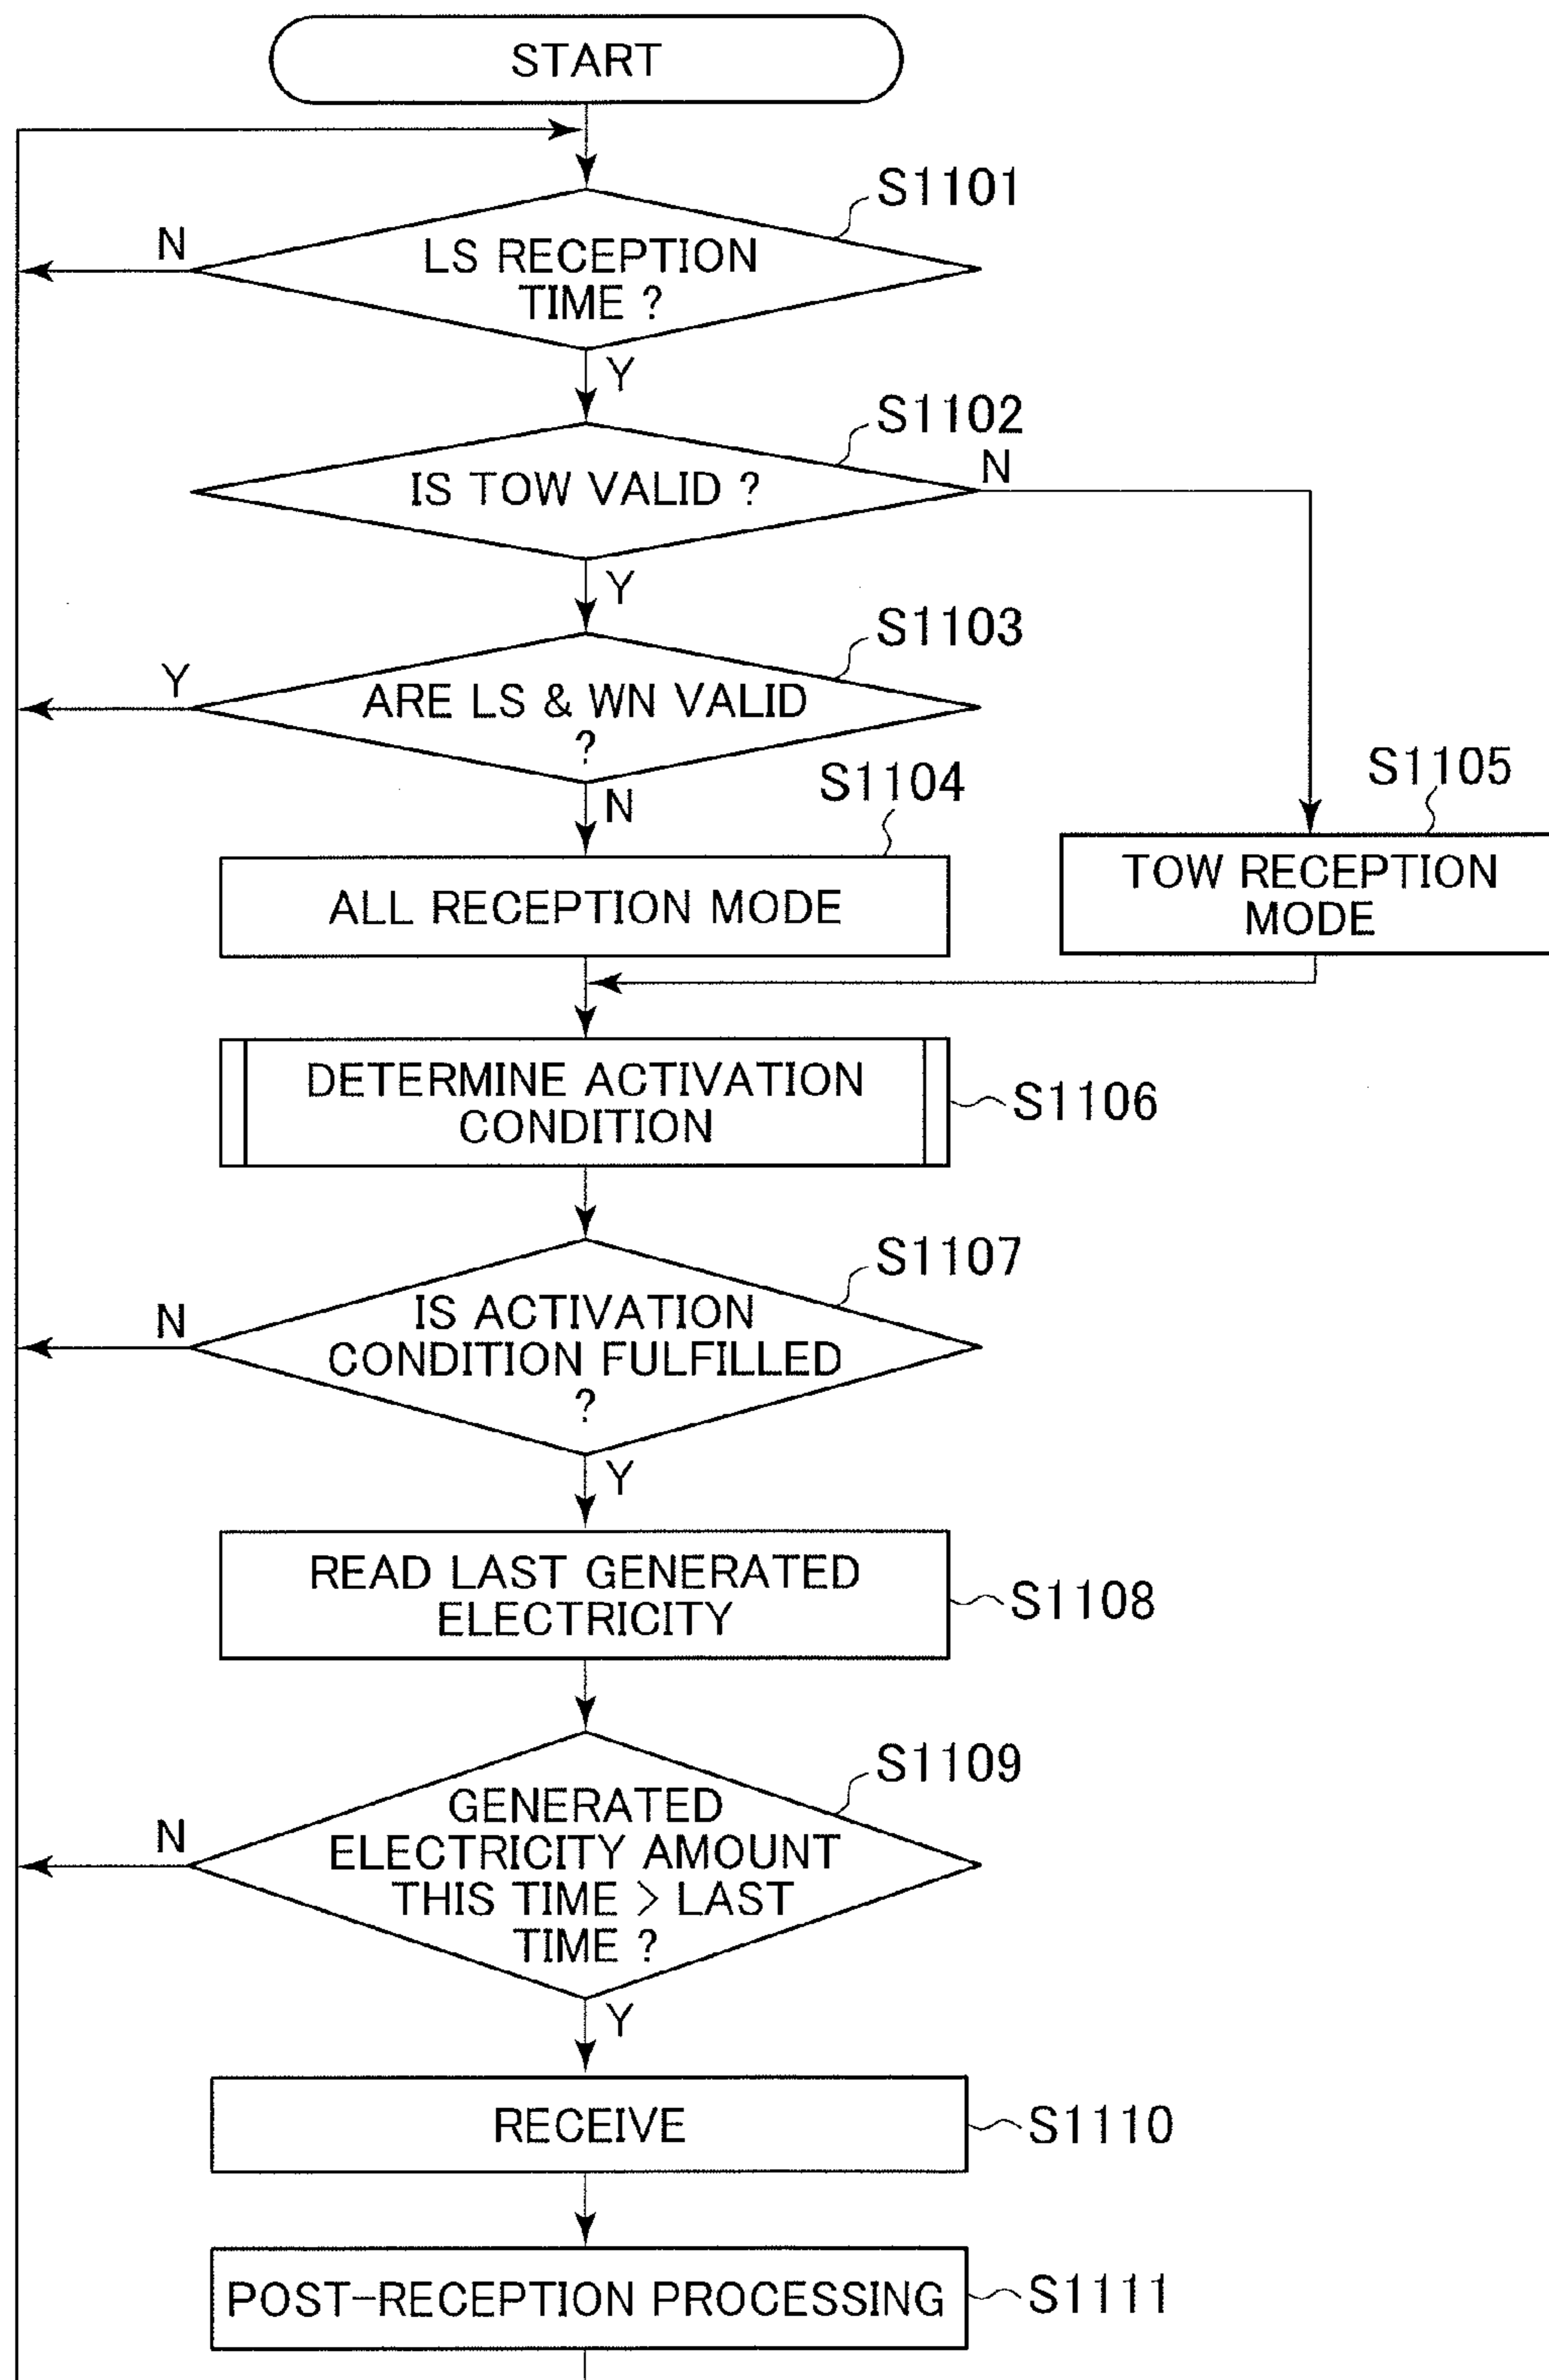 START
S1101
N
LS RECEPTION
TIME ?
Y
S1102
N
IS TOW VALID ?
Y
S1103
Y
ARE LS & WN VALID
?
N
S1104
S1105
ALL RECEPTION MODE
TOW RECEPTION
MODE
DETERMINE ACTIVATION
CONDITION
S1106
S1107
N
IS ACTIVATION
CONDITION FULFILLED
?
Y
READ LAST GENERATED
ELECTRICITY
S1108
S1109
N
GENERATED
ELECTRICITY AMOUNT
THIS TIME > LAST
TIME ?
Y
RECEIVE
S1110
POST-RECEPTION PROCESSING
S1111